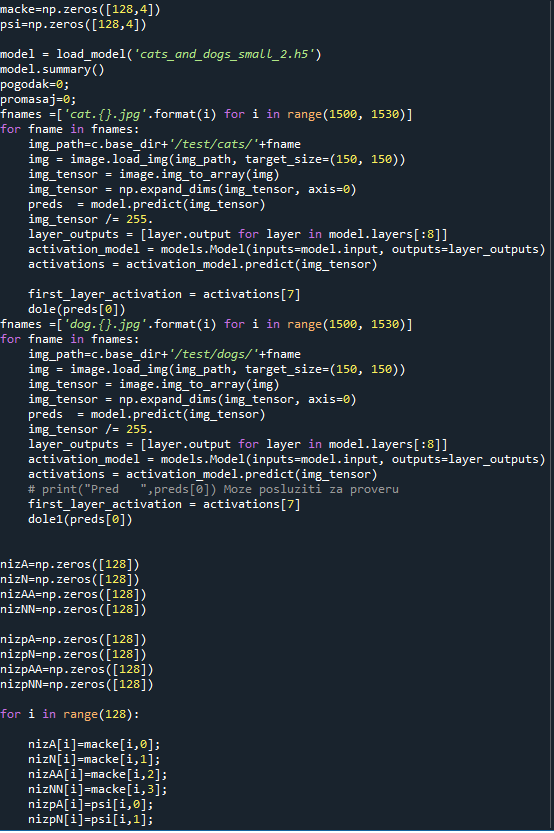 macke=np.zeros([128,4])
psi=np.zeros([128,4])

model = load_model('cats_and_dogs_small_2.h5')
model.summary()
pogodak=0;
promasaj=0;
fnames =['cat.{}.jpg'.format(i) for i in range(1500, 1530)]
for fname in fnames:
    img_path=c.base_dir+'/test/cats/'+fname
    img = image.load_img(img_path, target_size=(150, 150))
    img_tensor = image.img_to_array(img)
    img_tensor = np.expand_dims(img_tensor, axis=0)
    preds  = model.predict(img_tensor)
    img_tensor /= 255.
    layer_outputs = [layer.output for layer in model.layers[:8]]
    activation_model = models.Model(inputs=model.input, outputs=layer_outputs)
    activations = activation_model.predict(img_tensor)

    first_layer_activation = activations[7]
    dole(preds[0])
fnames =['dog.{}.jpg'.format(i) for i in range(1500, 1530)]
for fname in fnames:
    img_path=c.base_dir+'/test/dogs/'+fname
    img = image.load_img(img_path, target_size=(150, 150))
    img_tensor = image.img_to_array(img)
    img_tensor = np.expand_dims(img_tensor, axis=0)
    preds  = model.predict(img_tensor)
    img_tensor /= 255.
    layer_outputs = [layer.output for layer in model.layers[:8]]
    activation_model = models.Model(inputs=model.input, outputs=layer_outputs)
    activations = activation_model.predict(img_tensor)
    # print("Pred   ",preds[0]) Moze posluziti za proveru
    first_layer_activation = activations[7]
    dole1(preds[0])


nizA=np.zeros([128])
nizN=np.zeros([128])
nizAA=np.zeros([128])
nizNN=np.zeros([128])

nizpA=np.zeros([128])
nizpN=np.zeros([128])
nizpAA=np.zeros([128])
nizpNN=np.zeros([128])

for i in range(128):

    nizA[i]=macke[i,0];
    nizN[i]=macke[i,1];
    nizAA[i]=macke[i,2];
    nizNN[i]=macke[i,3];
    nizpA[i]=psi[i,0];
    nizpN[i]=psi[i,1];